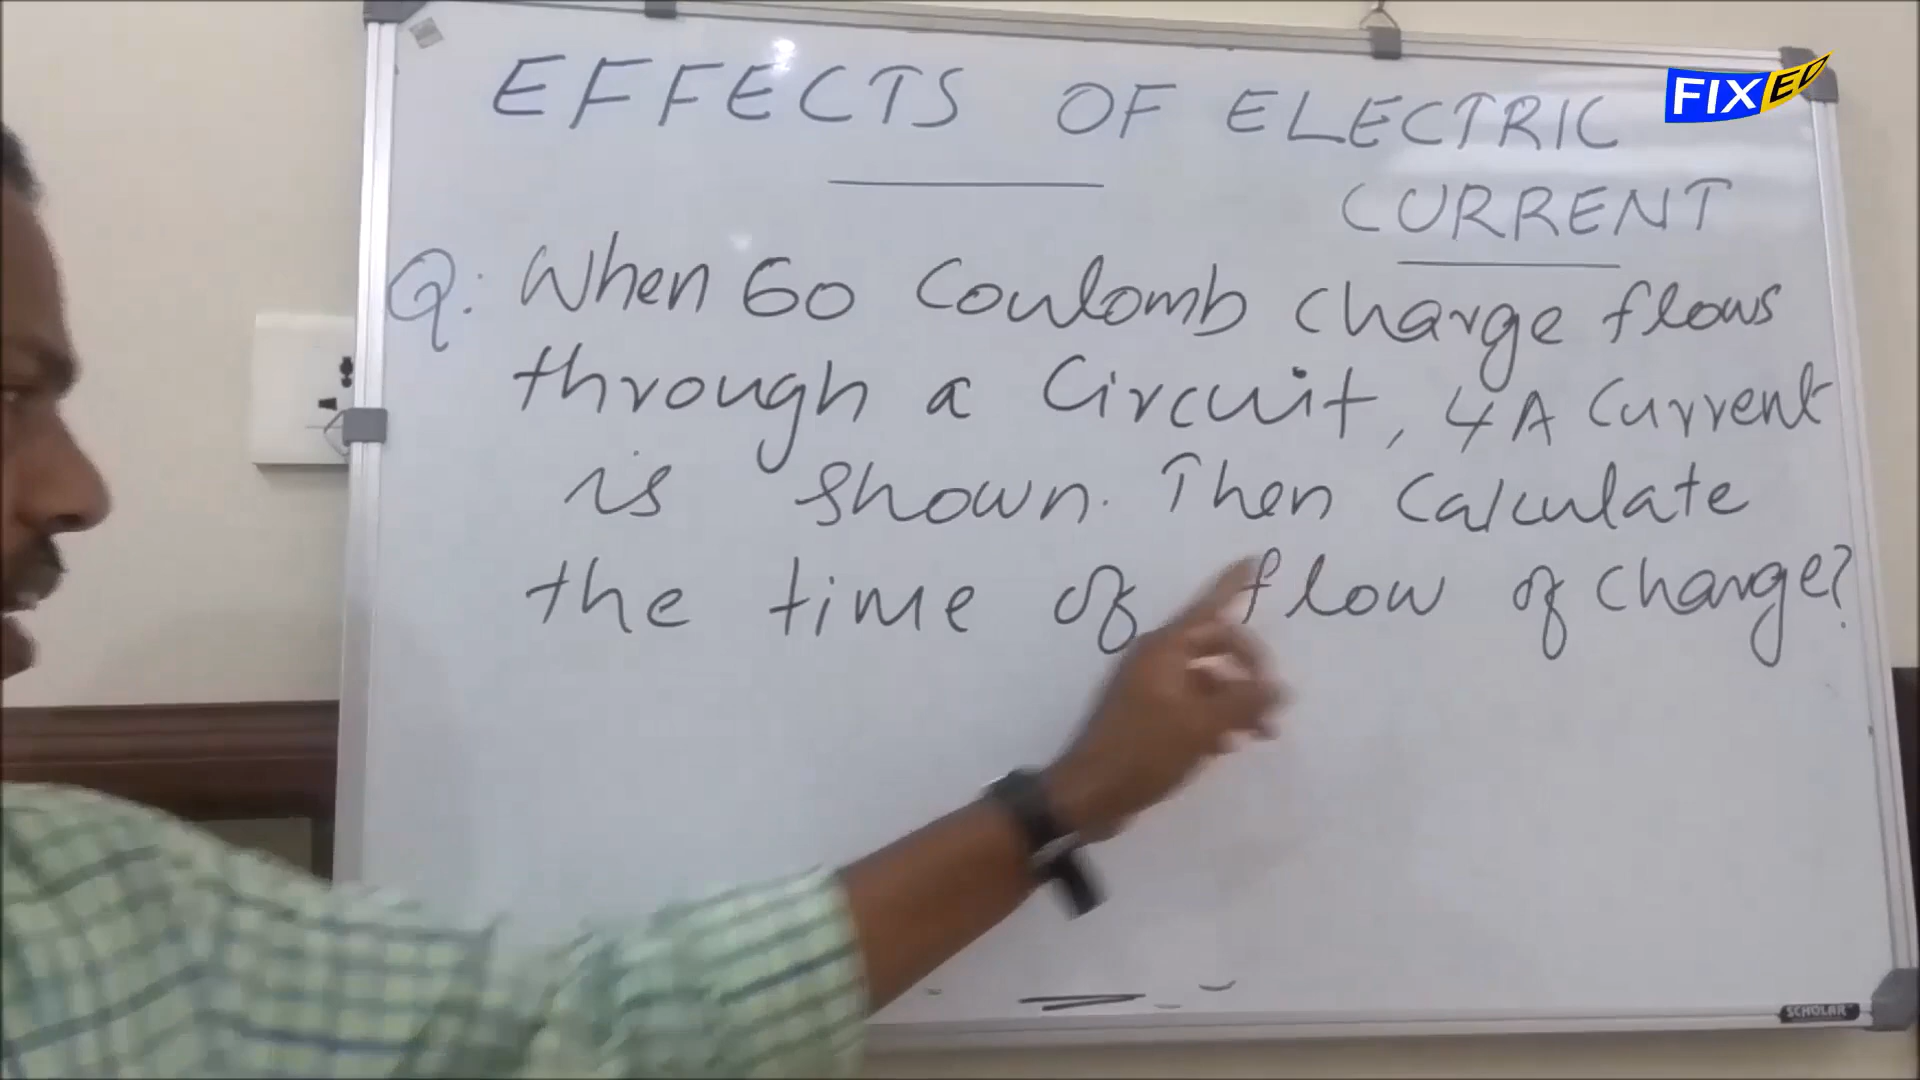 EFFECTS OF ELECTRIC
CURRENT
Q: When 60 Coulomb charge flows
through a Circuit, 4A Current
is shown. Then Calculate
the time of flow of charge?
FIXED
SCHOLAR